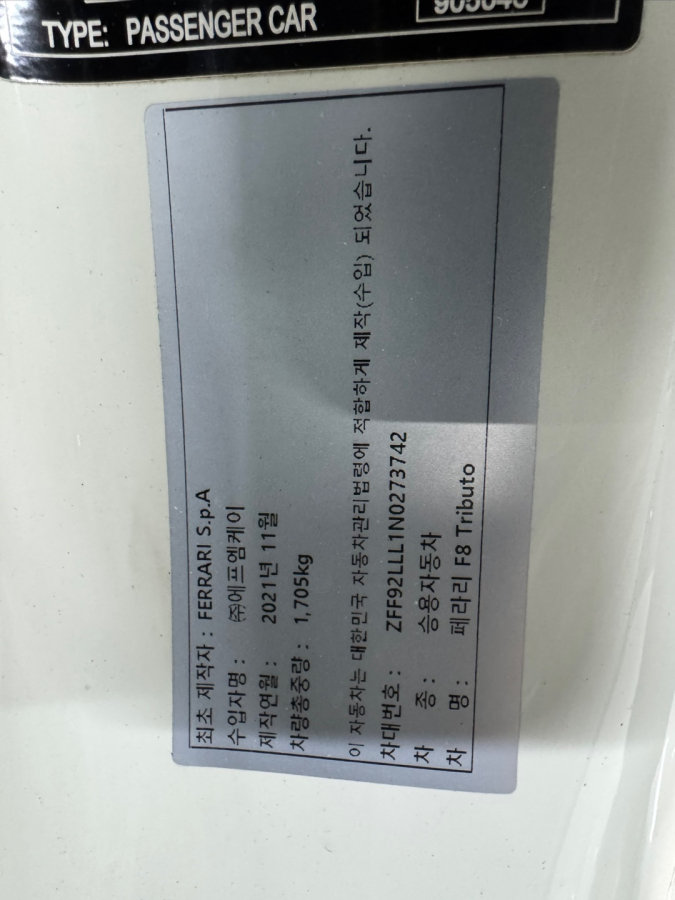 TYPE: PASSENGER CAR
905646
최초 제작자 : FERRARI S.p.A
수입자명 : ㈜에프엠케이
제작연월 : 2021년 11월
차량총중량 : 1,705kg
이 자동차는 대한민국 자동차관리법령에 적합하게 제작(수입) 되었습니다.
차대번호 : ZFF92LLL1N0273742
차 종 : 승용자동차
차 명 : 페라리 F8 Tributo